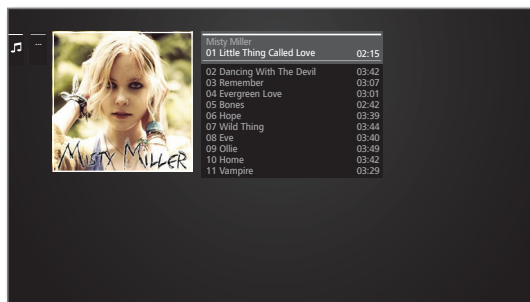 ...
MISTY MILLER
Misty Miller
01 Little Thing Called Love 02:15
02 Dancing With The Devil 03:42
03 Remember 03:07
04 Evergreen Love 03:01
05 Bones 02:42
06 Hope 03:39
07 Wild Thing 03:44
08 Eve 03:40
09 Ollie 03:49
10 Home 03:42
11 Vampire 03:29